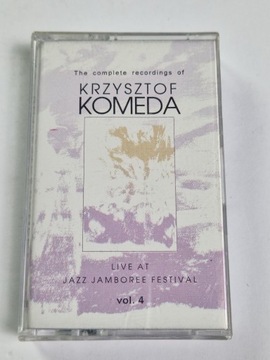 The complete recordings of
KRZYSZTOF
KOMEDA
LIVE AT
JAZZ JAMBOREE FESTIVAL
vol. 4